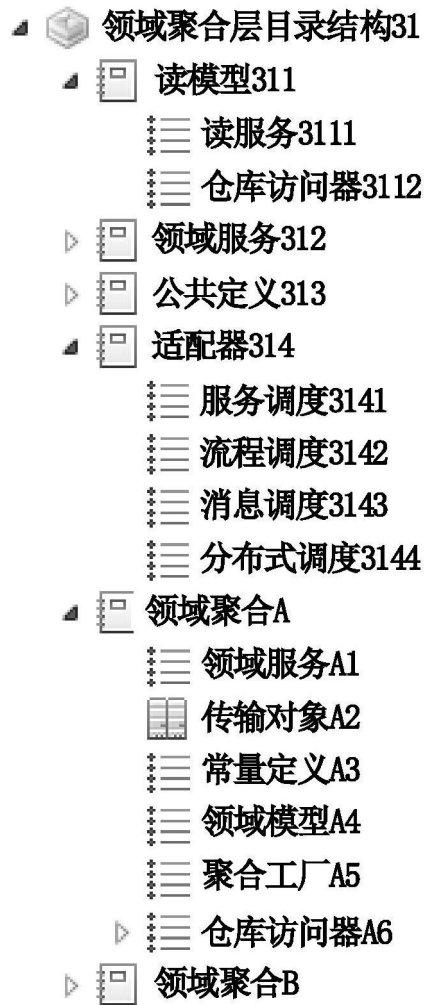 领域聚合层目录结构31
读模型311
读服务3111
仓库访问器3112
领域服务312
公共定义313
适配器314
服务调度3141
流程调度3142
消息调度3143
分布式调度3144
领域聚合A
领域服务A1
传输对象A2
常量定义A3
领域模型A4
聚合工厂A5
仓库访问器A6
领域聚合B